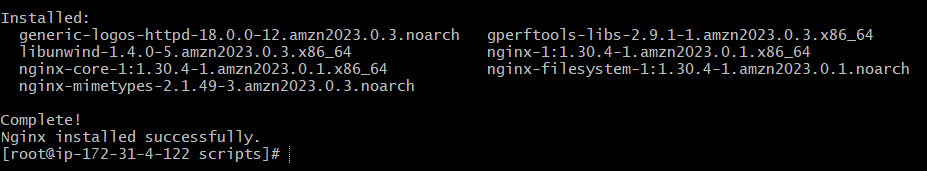 Installed:
  generic-logos-httpd-18.0.0-12.amzn2023.0.3.noarch   gperftools-libs-2.9.1-1.amzn2023.0.3.x86_64
  libunwind-1.4.0-5.amzn2023.0.3.x86_64               nginx-1:1.30.4-1.amzn2023.0.1.x86_64
  nginx-core-1:1.30.4-1.amzn2023.0.1.x86_64           nginx-filesystem-1:1.30.4-1.amzn2023.0.1.noarch
  nginx-mimetypes-2.1.49-3.amzn2023.0.3.noarch

Complete!
Nginx installed successfully.
[root@ip-172-31-4-122 scripts]#